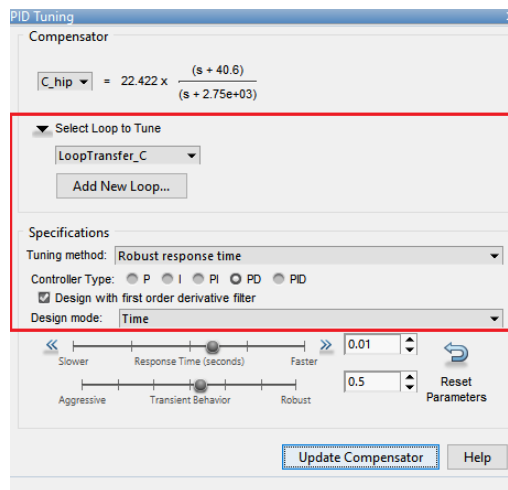 PID Tuning
Compensator
C_hip = 22.422 x (s + 40.6)
(s + 2.75e+03)
Select Loop to Tune
LoopTransfer_C
Add New Loop...
Specifications
Tuning method: Robust response time
Controller Type: P I PI PD PID
Design with first order derivative filter
Design mode: Time
0.01
Slower Response Time (seconds) Faster
0.5
Reset
Aggressive Transient Behavior Robust Parameters
Update Compensator Help